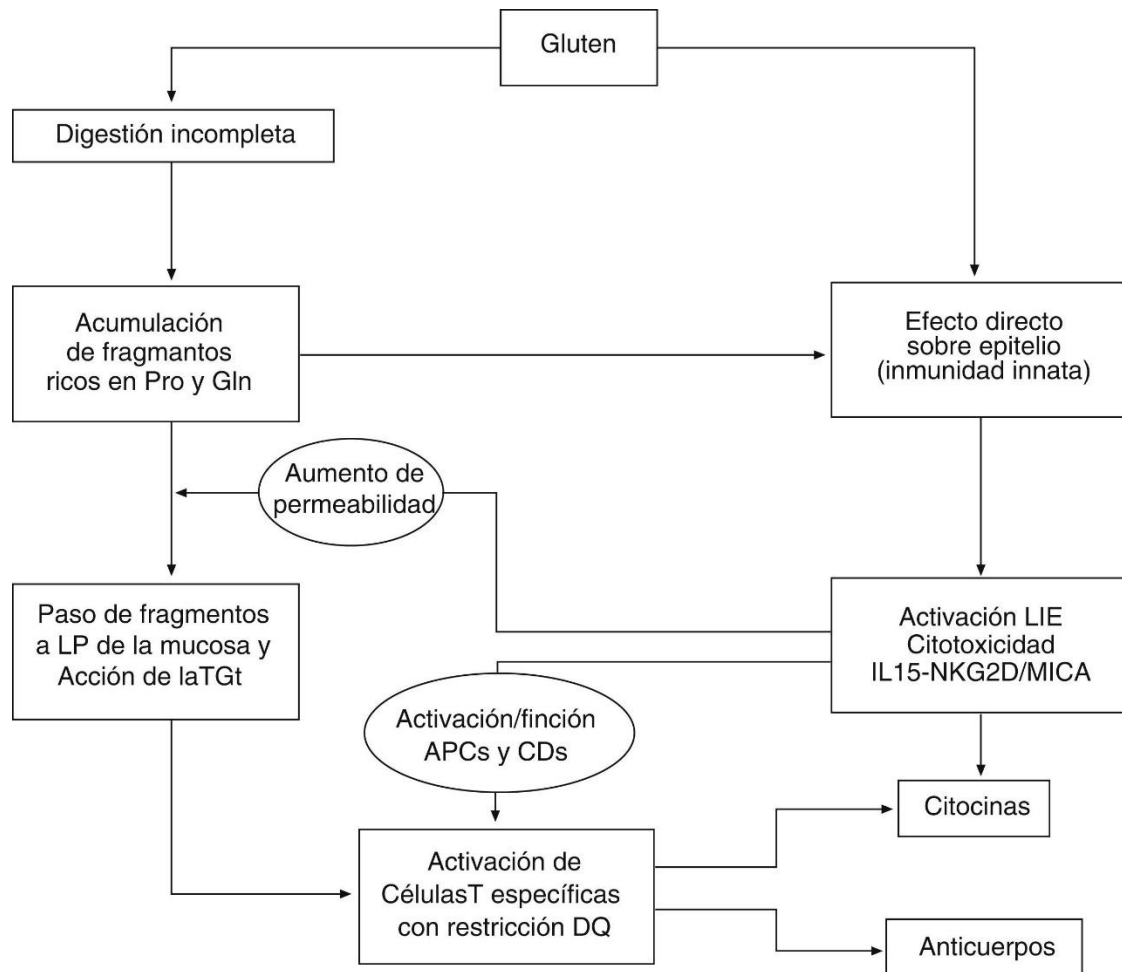 Gluten
Digestión incompleta
Acumulación
de fragmantos
ricos en Pro y Gln
Efecto directo
sobre epitelio
(inmunidad innata)
Aumento de
permeabilidad
Paso de fragmentos
a LP de la mucosa y
Acción de laTGt
Activación LIE
Citotoxicidad
IL15-NKG2D/MICA
Activación/finción
APCs y CDs
Citocinas
Activación de
CélulasT específicas
con restricción DQ
Anticuerpos